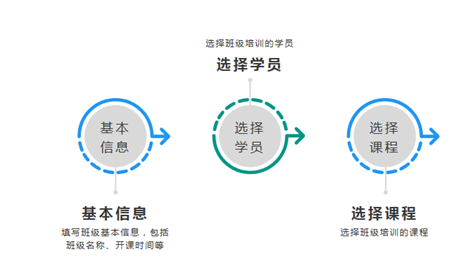 选择班级培训的学员
选择学员
基本
信息
选择
学员
选择
课程
基本信息
填写班级基本信息，包括
班级名称、开课时间等
选择课程
选择班级培训的课程